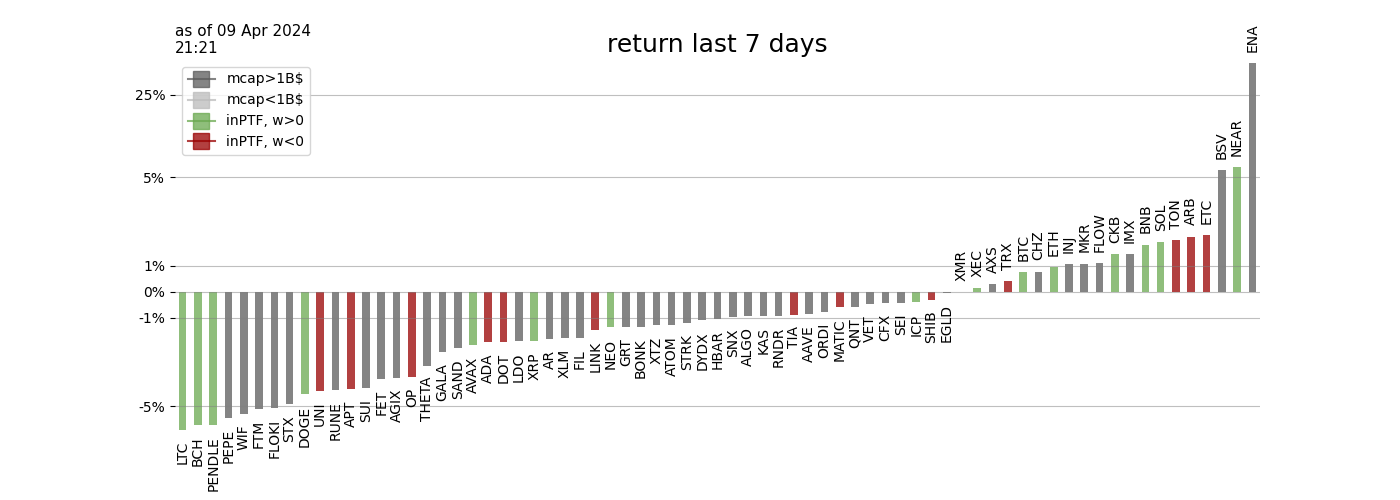 as of 09 Apr 2024
21:21
return last 7 days
mcap>1B$
mcap<1B$
inPTF, w>0
inPTF, w<0
25%
5%
1%
0%
-1%
-5%
LTC
BCH
PENDLE
PEPE
WIF
FTM
FLOKI
STX
DOGE
UNI
RUNE
APT
SUI
FET
AGIX
OP
THETA
GALA
SAND
AVAX
ADA
DOT
LDO
XRP
AR
XLM
FIL
LINK
NEO
GRT
BONK
XTZ
ATOM
STRK
DYDX
HBAR
SNX
ALGO
KAS
RNDR
TIA
AAVE
ORDI
MATIC
QNT
VET
CFX
SEI
ICP
SHIB
EGLD
XMR
XEC
AXS
TRX
BTC
CHZ
ETH
INJ
MKR
FLOW
CKB
IMX
BNB
SOL
TON
ARB
ETC
BSV
NEAR
ENA